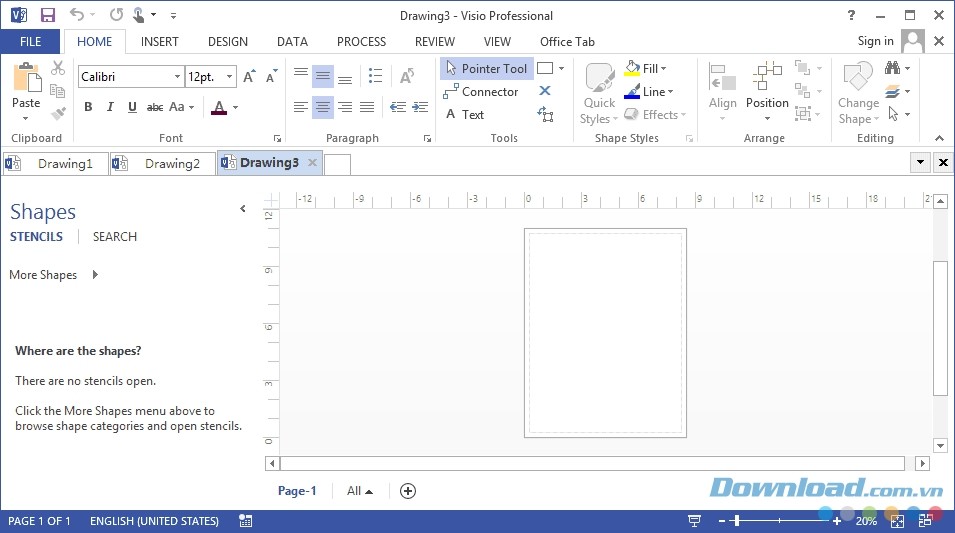 Drawing3 - Visio Professional
FILE HOME INSERT DESIGN DATA PROCESS REVIEW VIEW Office Tab Sign in
Calibri 12pt. A A
Pointer Tool
Fill
Connector
Line
Paste
B I U abc Aa A
A Text
Quick Styles
Effects
Align Position
Change Shape
Clipboard Font Paragraph Tools Shape Styles Arrange Editing
Drawing1 Drawing2 Drawing3
Shapes
STENCILS SEARCH
More Shapes
-12 -9 -6 -3 0 3 6 9 12 15 18 21
12
9
6
3
0
Where are the shapes?
There are no stencils open.
Click the More Shapes menu above to
browse shape categories and open stencils.
Page-1 All
Download.com.vn
PAGE 1 OF 1 ENGLISH (UNITED STATES) 20%